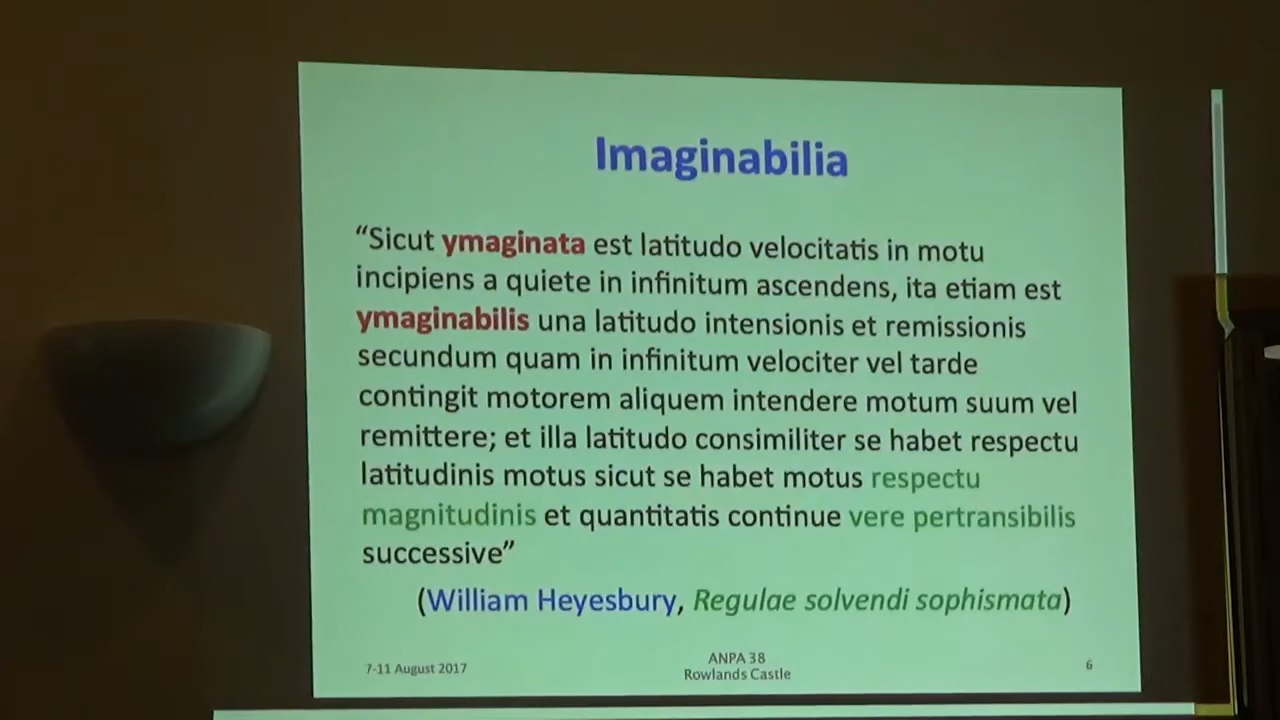 Imaginabilia
“Sicut ymaginata est latitudo velocitatis in motu
incipiens a quiete in infinitum ascendens, ita etiam est
ymaginabilis una latitudo intensionis et remissionis
secundum quam in infinitum velociter vel tarde
contingit motorem aliquem intendere motum suum vel
remittere; et illa latitudo consimiliter se habet respectu
latitudinis motus sicut se habet motus respectu
magnitudinis et quantitatis continue vere pertransibilis
successive”
(William Heyesbury, Regulae solvendi sophismata)
7-11 August 2017
ANPA 38
Rowlands Castle
6